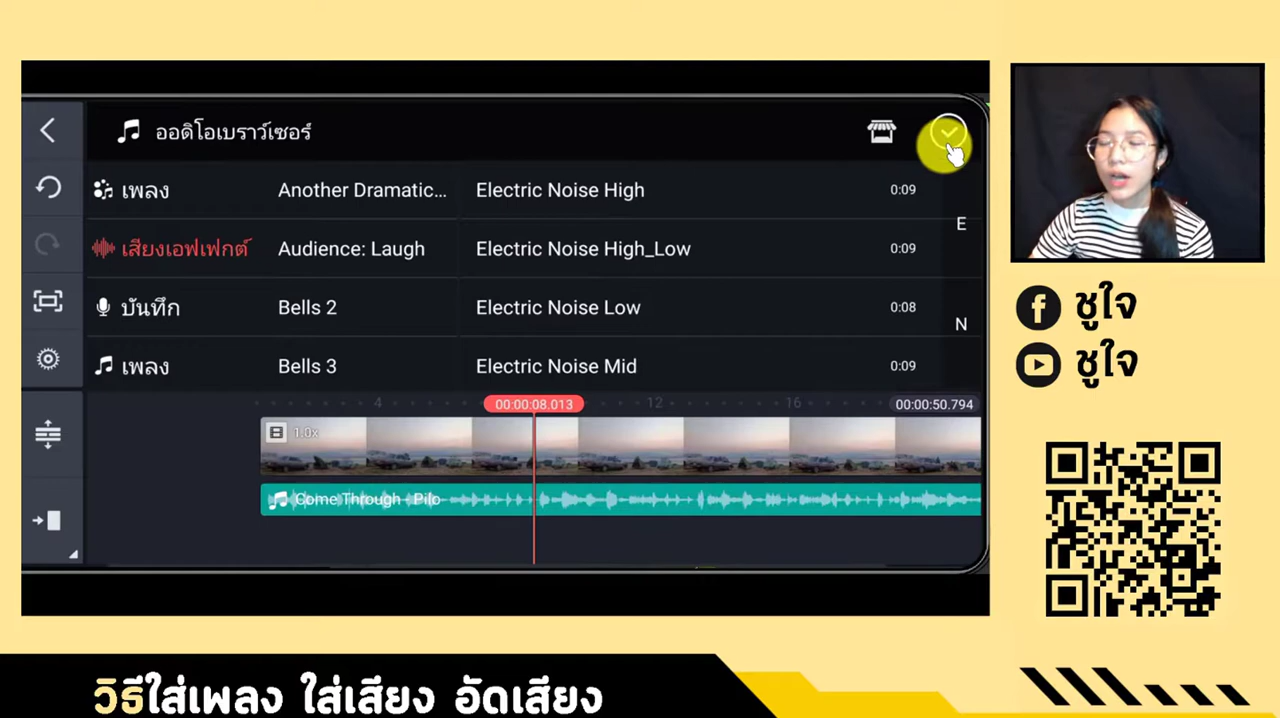 ออดิโอเบราว์เซอร์
เพลง Another Dramatic... Electric Noise High 0:09
E
เสียงเอฟเฟกต์ Audience: Laugh Electric Noise High_Low 0:09
บันทึก Bells 2 Electric Noise Low 0:08
N
เพลง Bells 3 Electric Noise Mid 0:09
4 00:00:08.013 12 16 00:00:50.794
1.0x
Come Through - Pilo
f ชูใจ
ชูใจ
วิธีใส่เพลง ใส่เสียง อัดเสียง